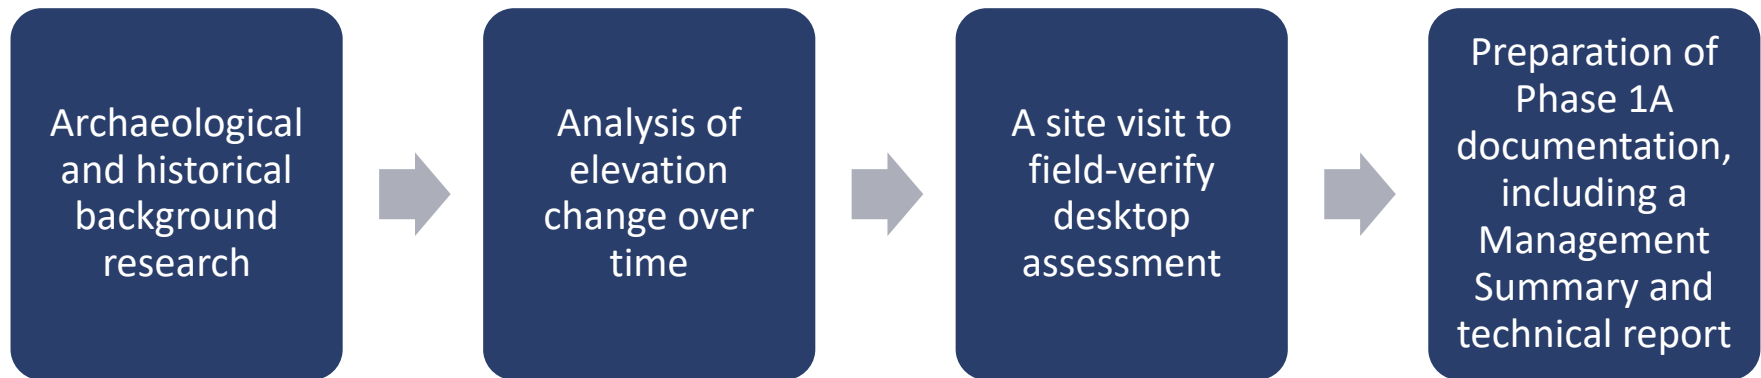 Archaeological
and historical
background
research
Analysis of
elevation
change over
time
A site visit to
field-verify
desktop
assessment
Preparation of
Phase 1A
documentation,
including a
Management
Summary and
technical report